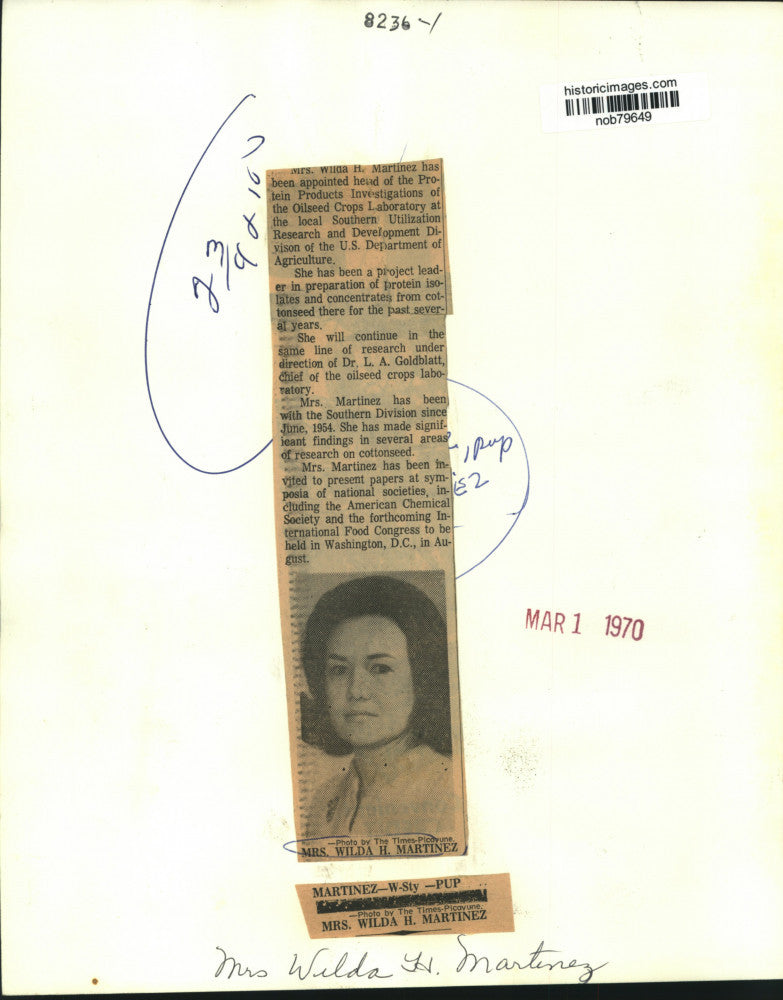 8236-1
historicimages.com
nob79649
23/9 x 10
Mrs. Wilda H. Martinez has
been appointed head of the Pro-
tein Products Investigations of
the Oilseed Crops Laboratory at
the local Southern Utilization
Research and Development Di-
vison of the U.S. Department of
Agriculture.
She has been a project lead-
er in preparation of protein iso-
lates and concentrates from cot-
tonseed there for the past sever-
al years.
She will continue in the
same line of research under
direction of Dr. L. A. Goldblatt,
chief of the oilseed crops labo-
ratory.
Mrs. Martinez has been
with the Southern Division since
June, 1954. She has made signif-
icant findings in several areas
of research on cottonseed.
Mrs. Martinez has been in-
vited to present papers at sym-
posia of national societies, in-
cluding the American Chemical
Society and the forthcoming In-
ternational Food Congress to be
held in Washington, D.C., in Au-
gust.
, pup
MAR 1 1970
—Photo by The Times-Picayune.
MRS. WILDA H. MARTINEZ
MARTINEZ—W-Sty —PUP
—Photo by The Times-Picayune.
MRS. WILDA H. MARTINEZ
Mrs Wilda H. Martinez